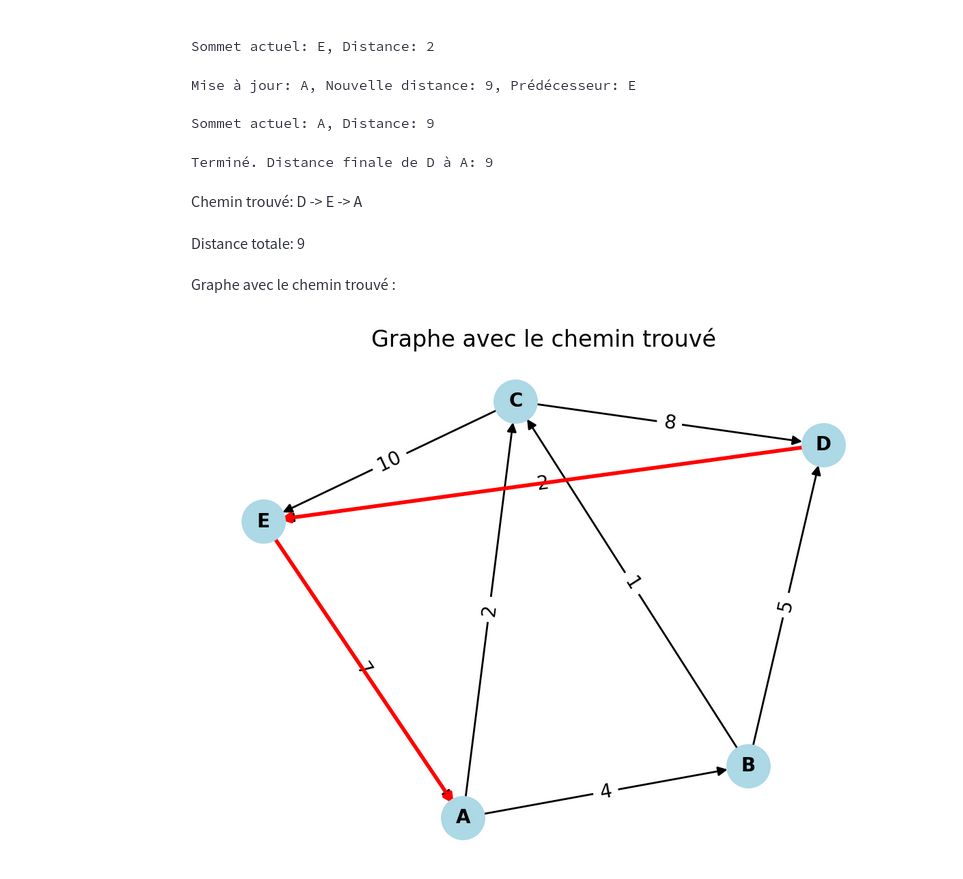 Sommet actuel: E, Distance: 2
Mise à jour: A, Nouvelle distance: 9, Prédécesseur: E
Sommet actuel: A, Distance: 9
Terminé. Distance finale de D à A: 9
Chemin trouvé: D -> E -> A
Distance totale: 9
Graphe avec le chemin trouvé :
Graphe avec le chemin trouvé
C
8
D
10
2
E
1
5
2
7
B
4
A